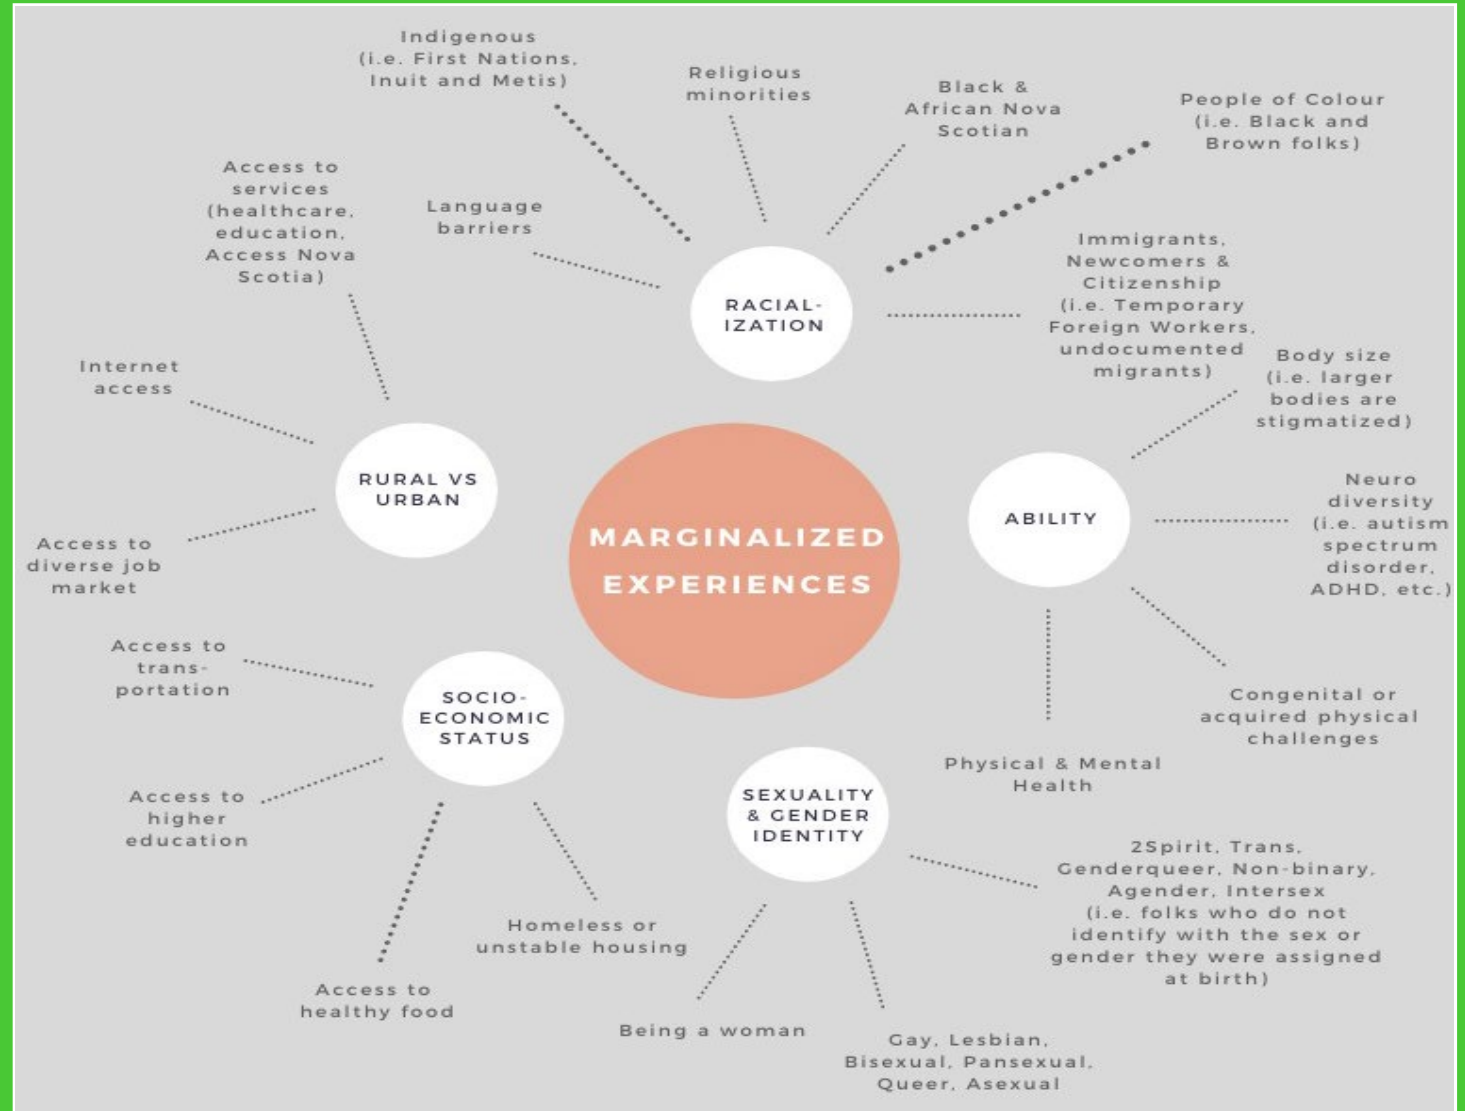 Indigenous
(i.e. First Nations,
Inuit and Metis)
Religious
minorities
Black &
African Nova
Scotian
People of Colour
(i.e. Black and
Brown folks)
Access to
services
(healthcare,
education,
Access Nova
Scotia)
Language
barriers
Immigrants,
Newcomers &
Citizenship
(i.e. Temporary
Foreign Workers,
undocumented
migrants)
RACIAL-
IZATION
Internet
access
Body size
(i.e. larger
bodies are
stigmatized)
RURAL VS
URBAN
Access to
diverse job
market
MARGINALIZED
EXPERIENCES
ABILITY
Neuro
diversity
(i.e. autism
spectrum
disorder,
ADHD, etc.)
Access to
trans-
portation
SOCIO-
ECONOMIC
STATUS
Congenital or
acquired physical
challenges
Physical & Mental
Health
Access to
higher
education
SEXUALITY
& GENDER
IDENTITY
2Spirit, Trans,
Genderqueer, Non-binary,
Agender, Intersex
(i.e. folks who do not
identify with the sex or
gender they were assigned
at birth)
Homeless or
unstable housing
Access to
healthy food
Being a woman
Gay, Lesbian,
Bisexual, Pansexual,
Queer, Asexual